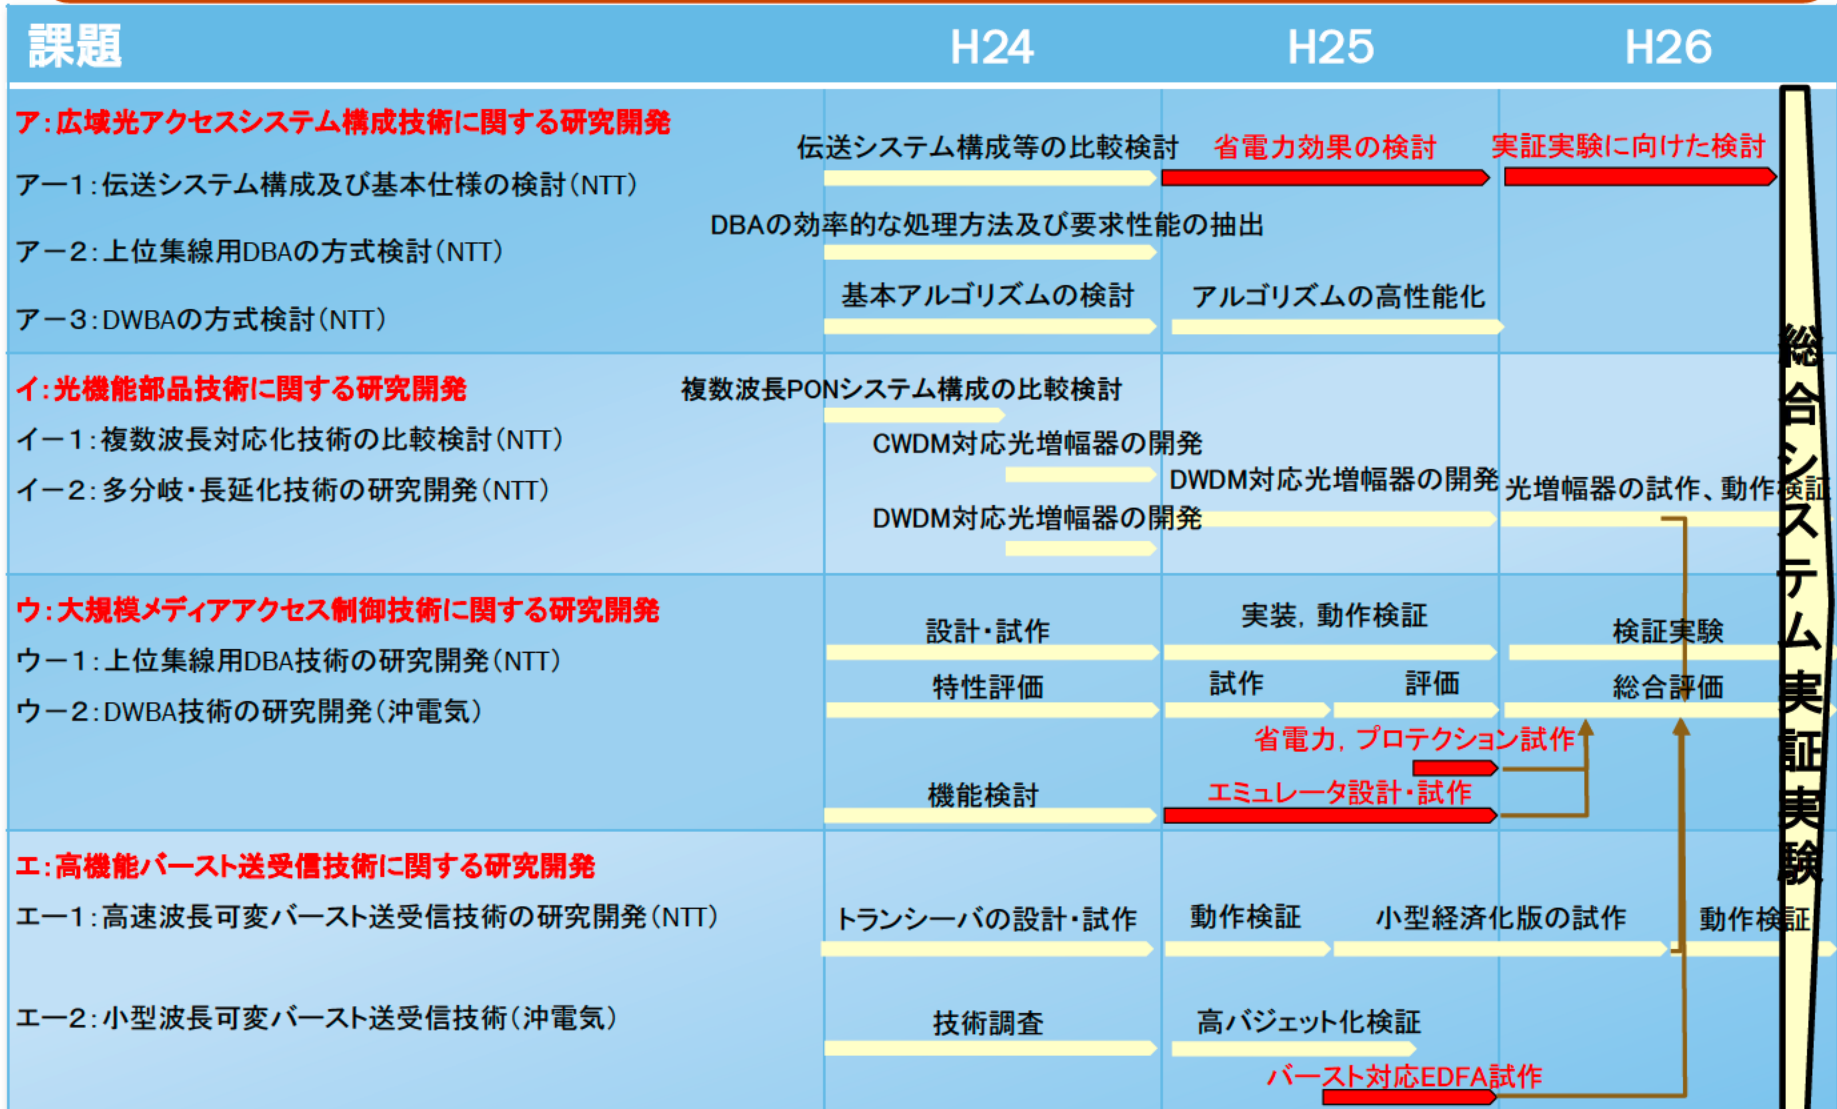 課題 H24 H25 H26
ア：広域光アクセスシステム構成技術に関する研究開発
伝送システム構成等の比較検討 省電力効果の検討 実証実験に向けた検討
アー1：伝送システム構成及び基本仕様の検討（NTT）
DBAの効率的な処理方法及び要求性能の抽出
アー2：上位集線用DBAの方式検討（NTT）
基本アルゴリズムの検討 アルゴリズムの高性能化
アー3：DWBAの方式検討（NTT）
イ：光機能部品技術に関する研究開発
複数波長PONシステム構成の比較検討
イー1：複数波長対応化技術の比較検討（NTT）
CWDM対応光増幅器の開発
イー2：多分岐・長延化技術の研究開発（NTT）
DWDM対応光増幅器の開発 光増幅器の試作、動作検証
DWDM対応光増幅器の開発
ウ：大規模メディアアクセス制御技術に関する研究開発
設計・試作 実装，動作検証 検証実験
ウー1：上位集線用DBA技術の研究開発（NTT）
特性評価 試作 評価 総合評価
ウー2：DWBA技術の研究開発（沖電気）
省電力，プロテクション試作
機能検討 エミュレータ設計・試作
エ：高機能バースト送受信技術に関する研究開発
エー1：高速波長可変バースト送受信技術の研究開発（NTT）
トランシーバの設計・試作 動作検証 小型経済化版の試作 動作検証
エー2：小型波長可変バースト送受信技術（沖電気）
技術調査 高バジェット化検証
バースト対応EDFA試作
総合システム実証実験